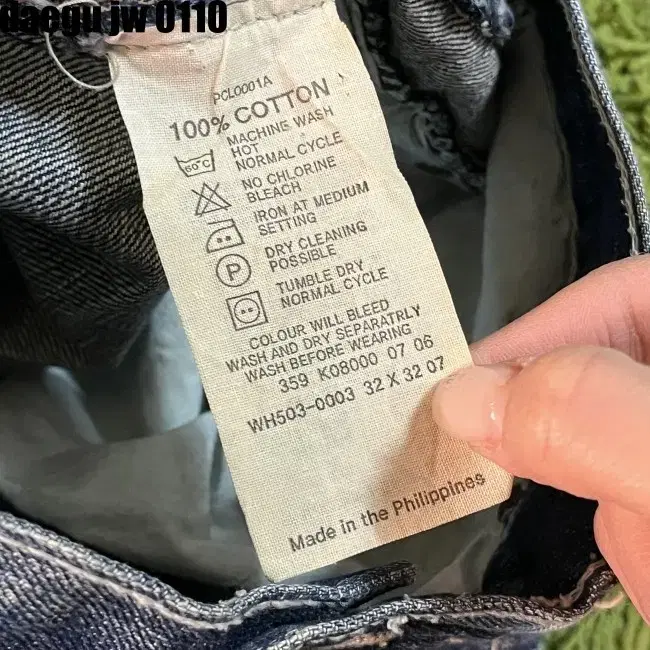 daegu jw 0110
PCL0001A
100% COTTON
60°C
MACHINE WASH
HOT
NORMAL CYCLE
NO CHLORINE
BLEACH
IRON AT MEDIUM
SETTING
P
DRY CLEANING
POSSIBLE
TUMBLE DRY
NORMAL CYCLE
COLOUR WILL BLEED
WASH AND DRY SEPARATRLY
WASH BEFORE WEARING
359 K08000 07 06
WH503-0003 32 X 32 07
Made in the Philippines